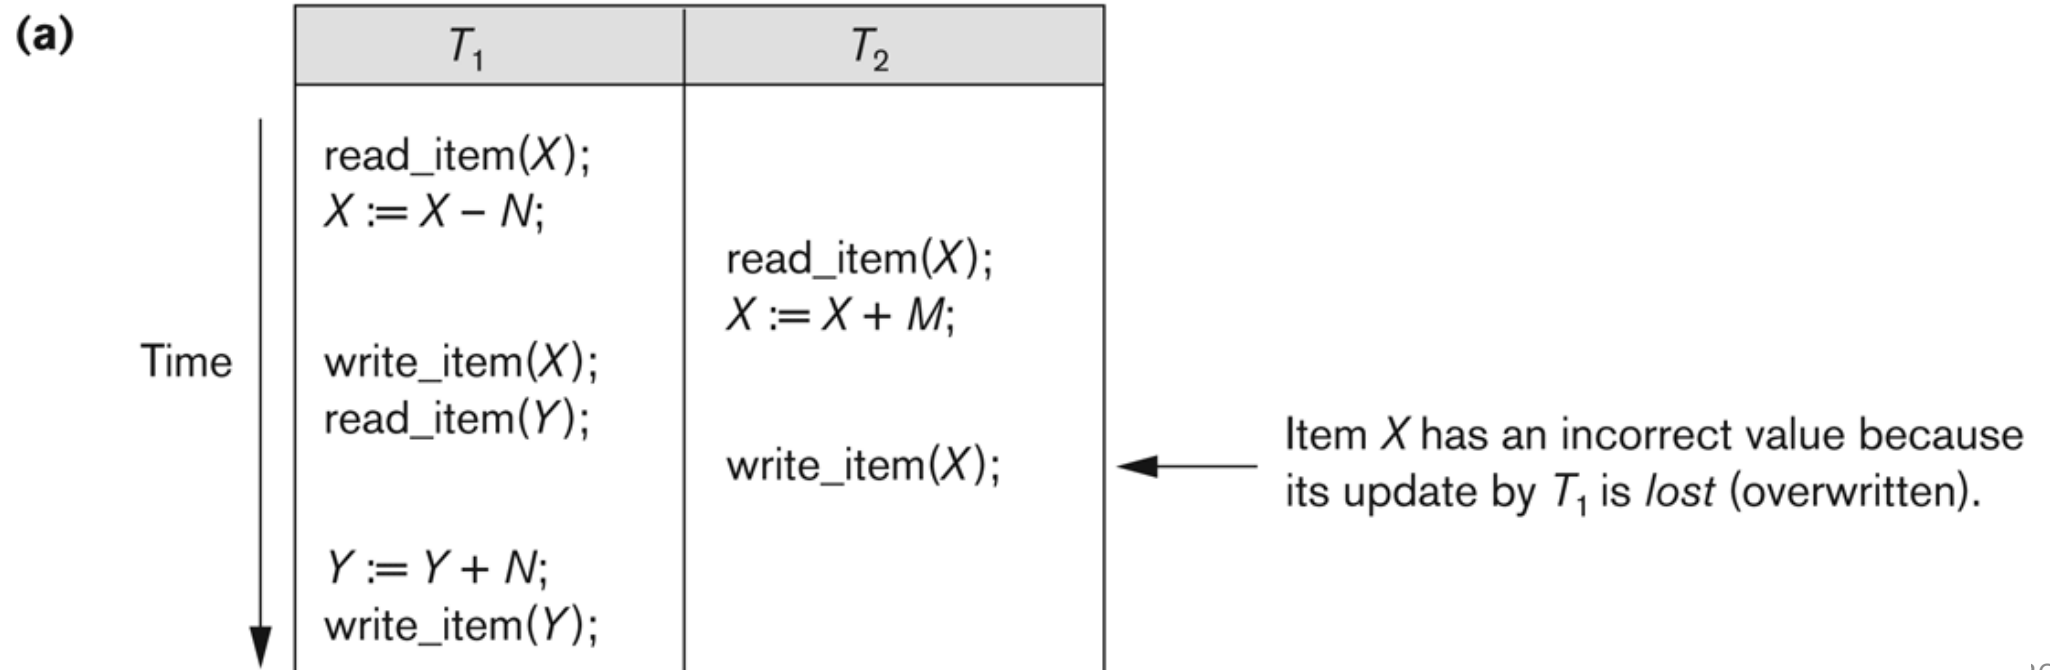 (a)
T₁ T₂
read_item(X);
X := X – N;
read_item(X);
X := X + M;
Time
write_item(X);
read_item(Y);
write_item(X);
Item X has an incorrect value because
its update by T₁ is lost (overwritten).
Y := Y + N;
write_item(Y);